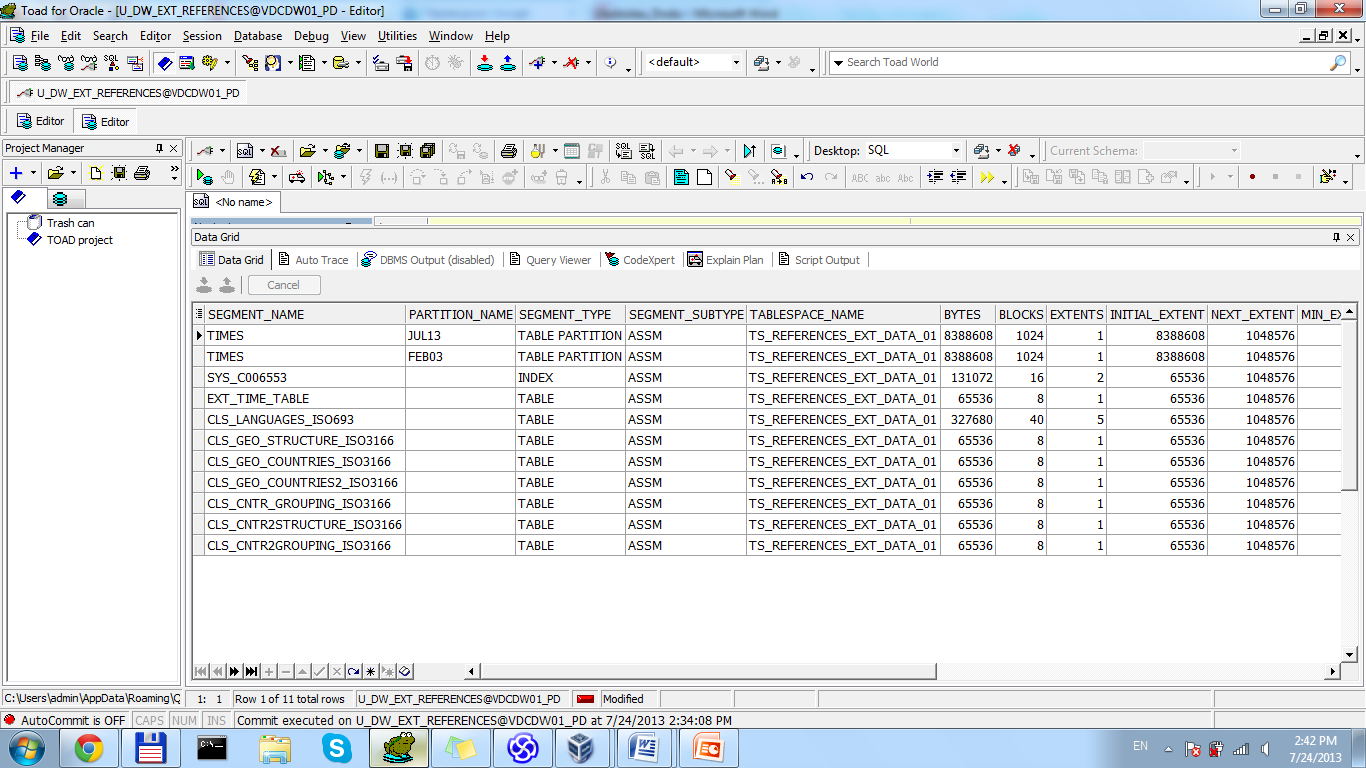 Toad for Oracle - [U_DW_EXT_REFERENCES@VDCDW01_PD - Editor]
File Edit Search Editor Session Database Debug View Utilities Window Help
<default> Search Toad World
U_DW_EXT_REFERENCES@VDCDW01_PD
Editor Editor
Project Manager
Desktop: SQL Current Schema:
SQL <No name>
Trash can
TOAD project
Data Grid
Data Grid Auto Trace DBMS Output (disabled) Query Viewer CodeXpert Explain Plan Script Output
Cancel
SEGMENT_NAME PARTITION_NAME SEGMENT_TYPE SEGMENT_SUBTYPE TABLESPACE_NAME BYTES BLOCKS EXTENTS INITIAL_EXTENT NEXT_EXTENT MIN_EX
TIMES JUL13 TABLE PARTITION ASSM TS_REFERENCES_EXT_DATA_01 8388608 1024 1 8388608 1048576
TIMES FEB03 TABLE PARTITION ASSM TS_REFERENCES_EXT_DATA_01 8388608 1024 1 8388608 1048576
SYS_C006553 INDEX ASSM TS_REFERENCES_EXT_DATA_01 131072 16 2 65536 1048576
EXT_TIME_TABLE TABLE ASSM TS_REFERENCES_EXT_DATA_01 65536 8 1 65536 1048576
CLS_LANGUAGES_ISO693 TABLE ASSM TS_REFERENCES_EXT_DATA_01 327680 40 5 65536 1048576
CLS_GEO_STRUCTURE_ISO3166 TABLE ASSM TS_REFERENCES_EXT_DATA_01 65536 8 1 65536 1048576
CLS_GEO_COUNTRIES_ISO3166 TABLE ASSM TS_REFERENCES_EXT_DATA_01 65536 8 1 65536 1048576
CLS_GEO_COUNTRIES2_ISO3166 TABLE ASSM TS_REFERENCES_EXT_DATA_01 65536 8 1 65536 1048576
CLS_CNTR_GROUPING_ISO3166 TABLE ASSM TS_REFERENCES_EXT_DATA_01 65536 8 1 65536 1048576
CLS_CNTR2STRUCTURE_ISO3166 TABLE ASSM TS_REFERENCES_EXT_DATA_01 65536 8 1 65536 1048576
CLS_CNTR2GROUPING_ISO3166 TABLE ASSM TS_REFERENCES_EXT_DATA_01 65536 8 1 65536 1048576
C:\Users\admin\AppData\Roaming\Q 1: 1 Row 1 of 11 total rows U_DW_EXT_REFERENCES@VDCDW01_PD Modified
AutoCommit is OFF CAPS NUM INS Commit executed on U_DW_EXT_REFERENCES@VDCDW01_PD at 7/24/2013 2:34:08 PM
EN 2:42 PM
7/24/2013